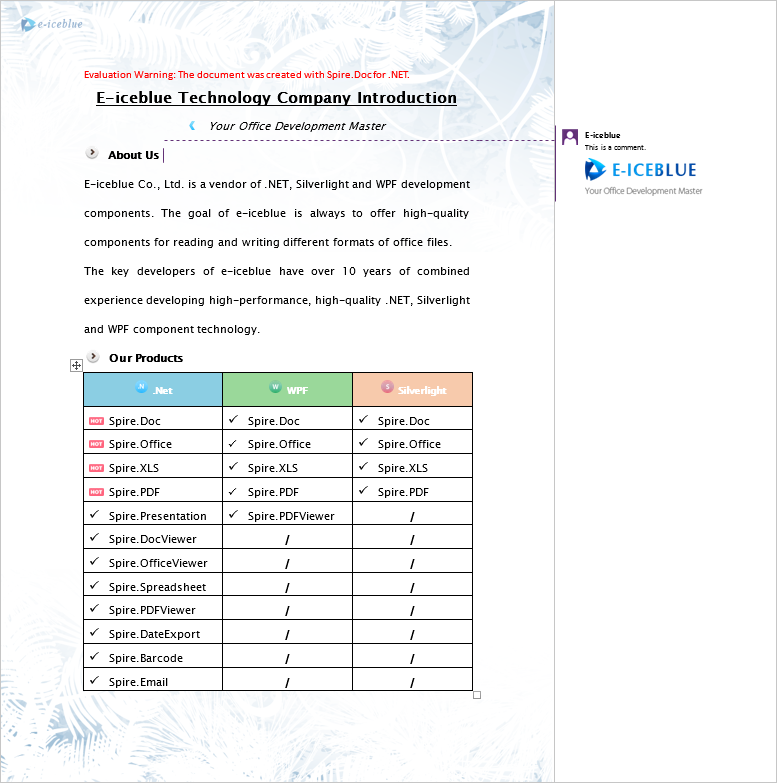 e-iceblue
Evaluation Warning: The document was created with Spire.Doc for .NET.
E-iceblue Technology Company Introduction
Your Office Development Master
About Us
E-iceblue Co., Ltd. is a vendor of .NET, Silverlight and WPF development
components. The goal of e-iceblue is always to offer high-quality
components for reading and writing different formats of office files.
The key developers of e-iceblue have over 10 years of combined
experience developing high-performance, high-quality .NET, Silverlight
and WPF component technology.
Our Products
.N .Net W WPF S Silverlight
HOT Spire.Doc ✓ Spire.Doc ✓ Spire.Doc
HOT Spire.Office ✓ Spire.Office ✓ Spire.Office
HOT Spire.XLS ✓ Spire.XLS ✓ Spire.XLS
HOT Spire.PDF ✓ Spire.PDF ✓ Spire.PDF
✓ Spire.Presentation ✓ Spire.PDFViewer /
✓ Spire.DocViewer / /
✓ Spire.OfficeViewer / /
✓ Spire.Spreadsheet / /
✓ Spire.PDFViewer / /
✓ Spire.DateExport / /
✓ Spire.Barcode / /
✓ Spire.Email / /
E-iceblue
This is a comment.
E-ICEBLUE
Your Office Development Master